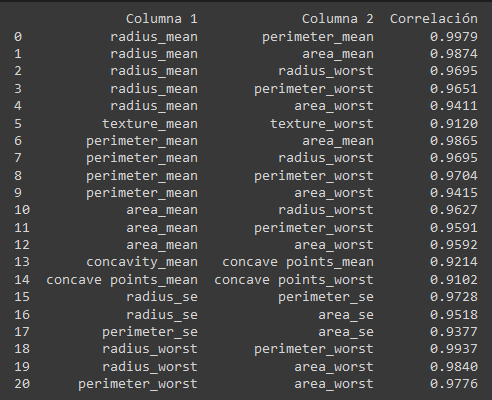 Columna 1 Columna 2 Correlación
0 radius_mean perimeter_mean 0.9979
1 radius_mean area_mean 0.9874
2 radius_mean radius_worst 0.9695
3 radius_mean perimeter_worst 0.9651
4 radius_mean area_worst 0.9411
5 texture_mean texture_worst 0.9120
6 perimeter_mean area_mean 0.9865
7 perimeter_mean radius_worst 0.9695
8 perimeter_mean perimeter_worst 0.9704
9 perimeter_mean area_worst 0.9415
10 area_mean radius_worst 0.9627
11 area_mean perimeter_worst 0.9591
12 area_mean area_worst 0.9592
13 concavity_mean concave points_mean 0.9214
14 concave points_mean concave points_worst 0.9102
15 radius_se perimeter_se 0.9728
16 radius_se area_se 0.9518
17 perimeter_se area_se 0.9377
18 radius_worst perimeter_worst 0.9937
19 radius_worst area_worst 0.9840
20 perimeter_worst area_worst 0.9776